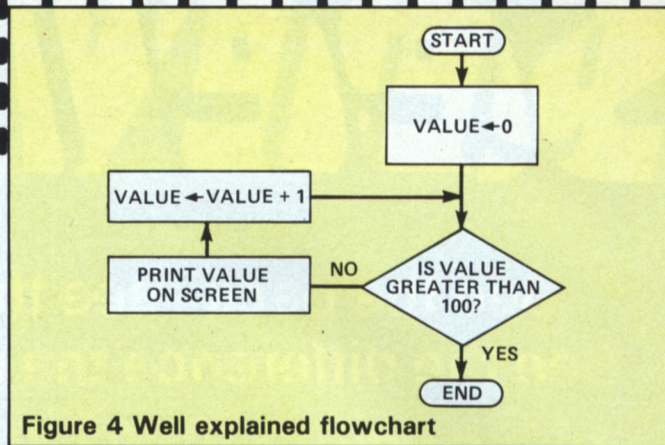 START
VALUE←0
VALUE←VALUE + 1
PRINT VALUE
ON SCREEN
NO
IS VALUE
GREATER THAN
100?
YES
END
Figure 4 Well explained flowchart